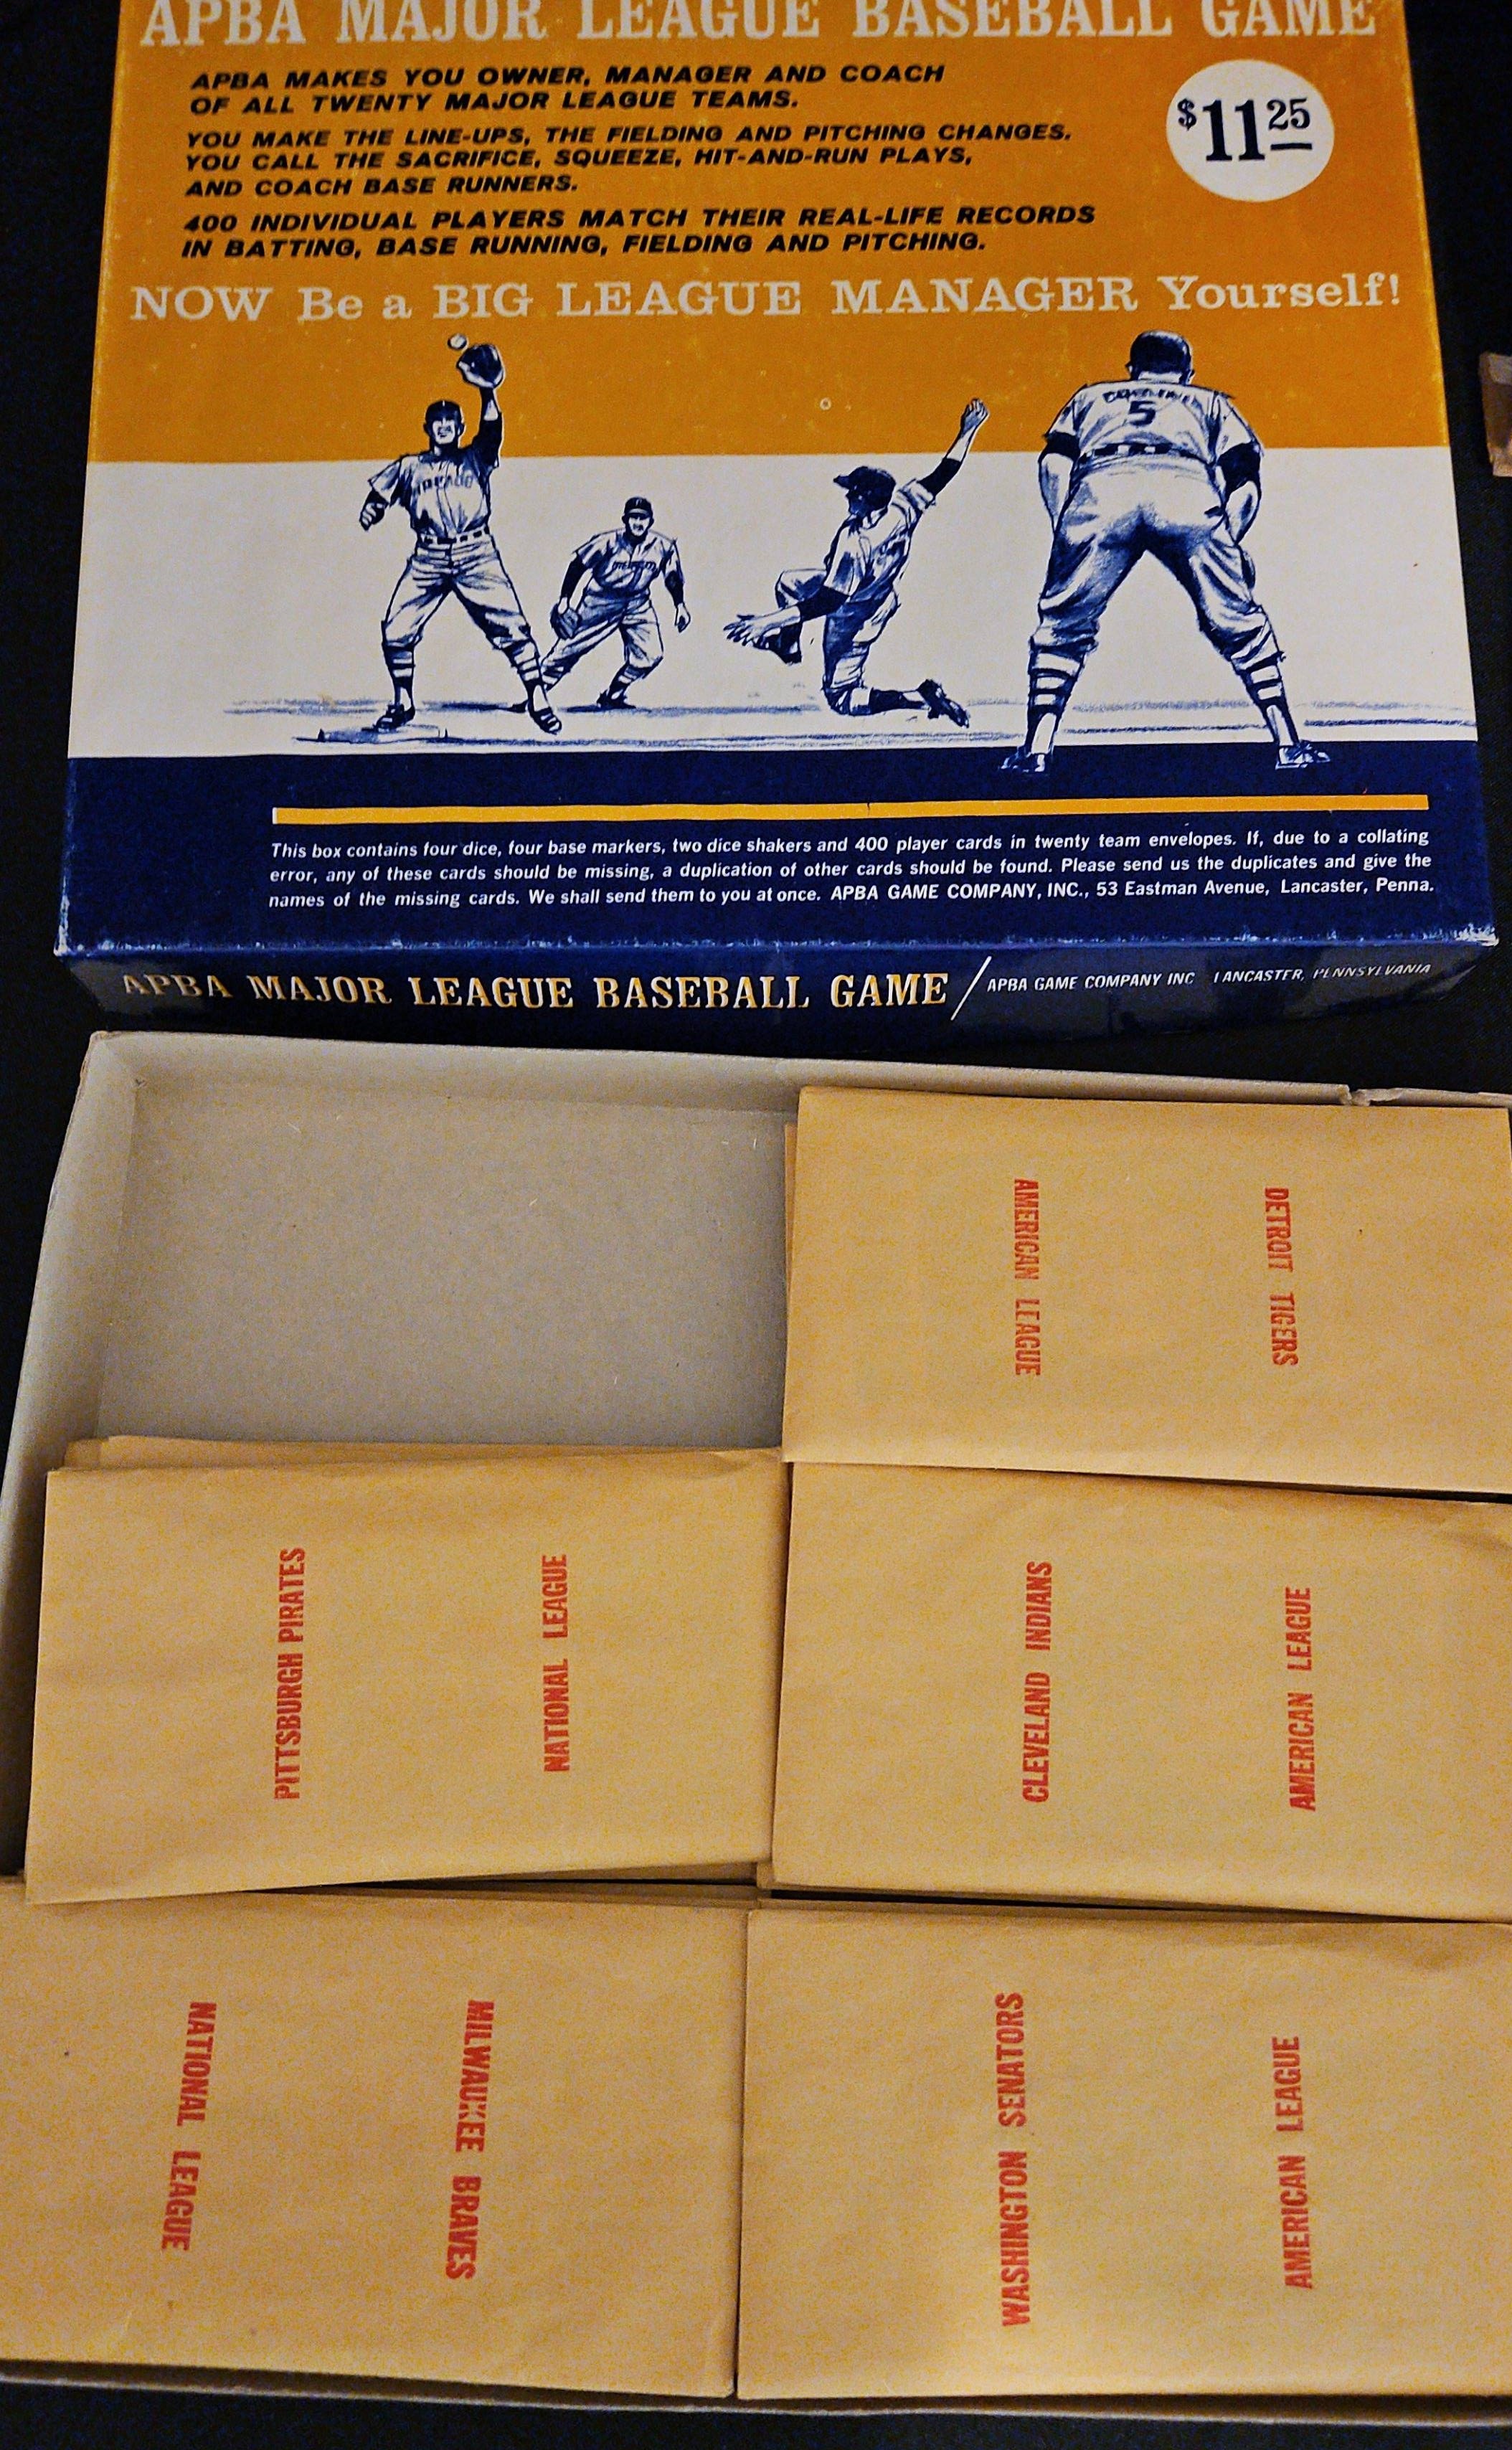 APBA MAJOR LEAGUE BASEBALL GAME
APBA MAKES YOU OWNER, MANAGER AND COACH
OF ALL TWENTY MAJOR LEAGUE TEAMS.
$11 25
YOU MAKE THE LINE-UPS, THE FIELDING AND PITCHING CHANGES.
YOU CALL THE SACRIFICE, SQUEEZE, HIT-AND-RUN PLAYS,
AND COACH BASE RUNNERS.
400 INDIVIDUAL PLAYERS MATCH THEIR REAL-LIFE RECORDS
IN BATTING, BASE RUNNING, FIELDING AND PITCHING.
NOW Be a BIG LEAGUE MANAGER Yourself!
5
This box contains four dice, four base markers, two dice shakers and 400 player cards in twenty team envelopes. If, due to a collating
error, any of these cards should be missing, a duplication of other cards should be found. Please send us the duplicates and give the
names of the missing cards. We shall send them to you at once. APBA GAME COMPANY, INC., 53 Eastman Avenue, Lancaster, Penna.
APBA MAJOR LEAGUE BASEBALL GAME / APBA GAME COMPANY INC LANCASTER, PENNSYLVANIA
DETROIT TIGERS
AMERICAN LEAGUE
PITTSBURGH PIRATES
NATIONAL LEAGUE
CLEVELAND INDIANS
AMERICAN LEAGUE
MILWAUKEE BRAVES
NATIONAL LEAGUE
WASHINGTON SENATORS
AMERICAN LEAGUE